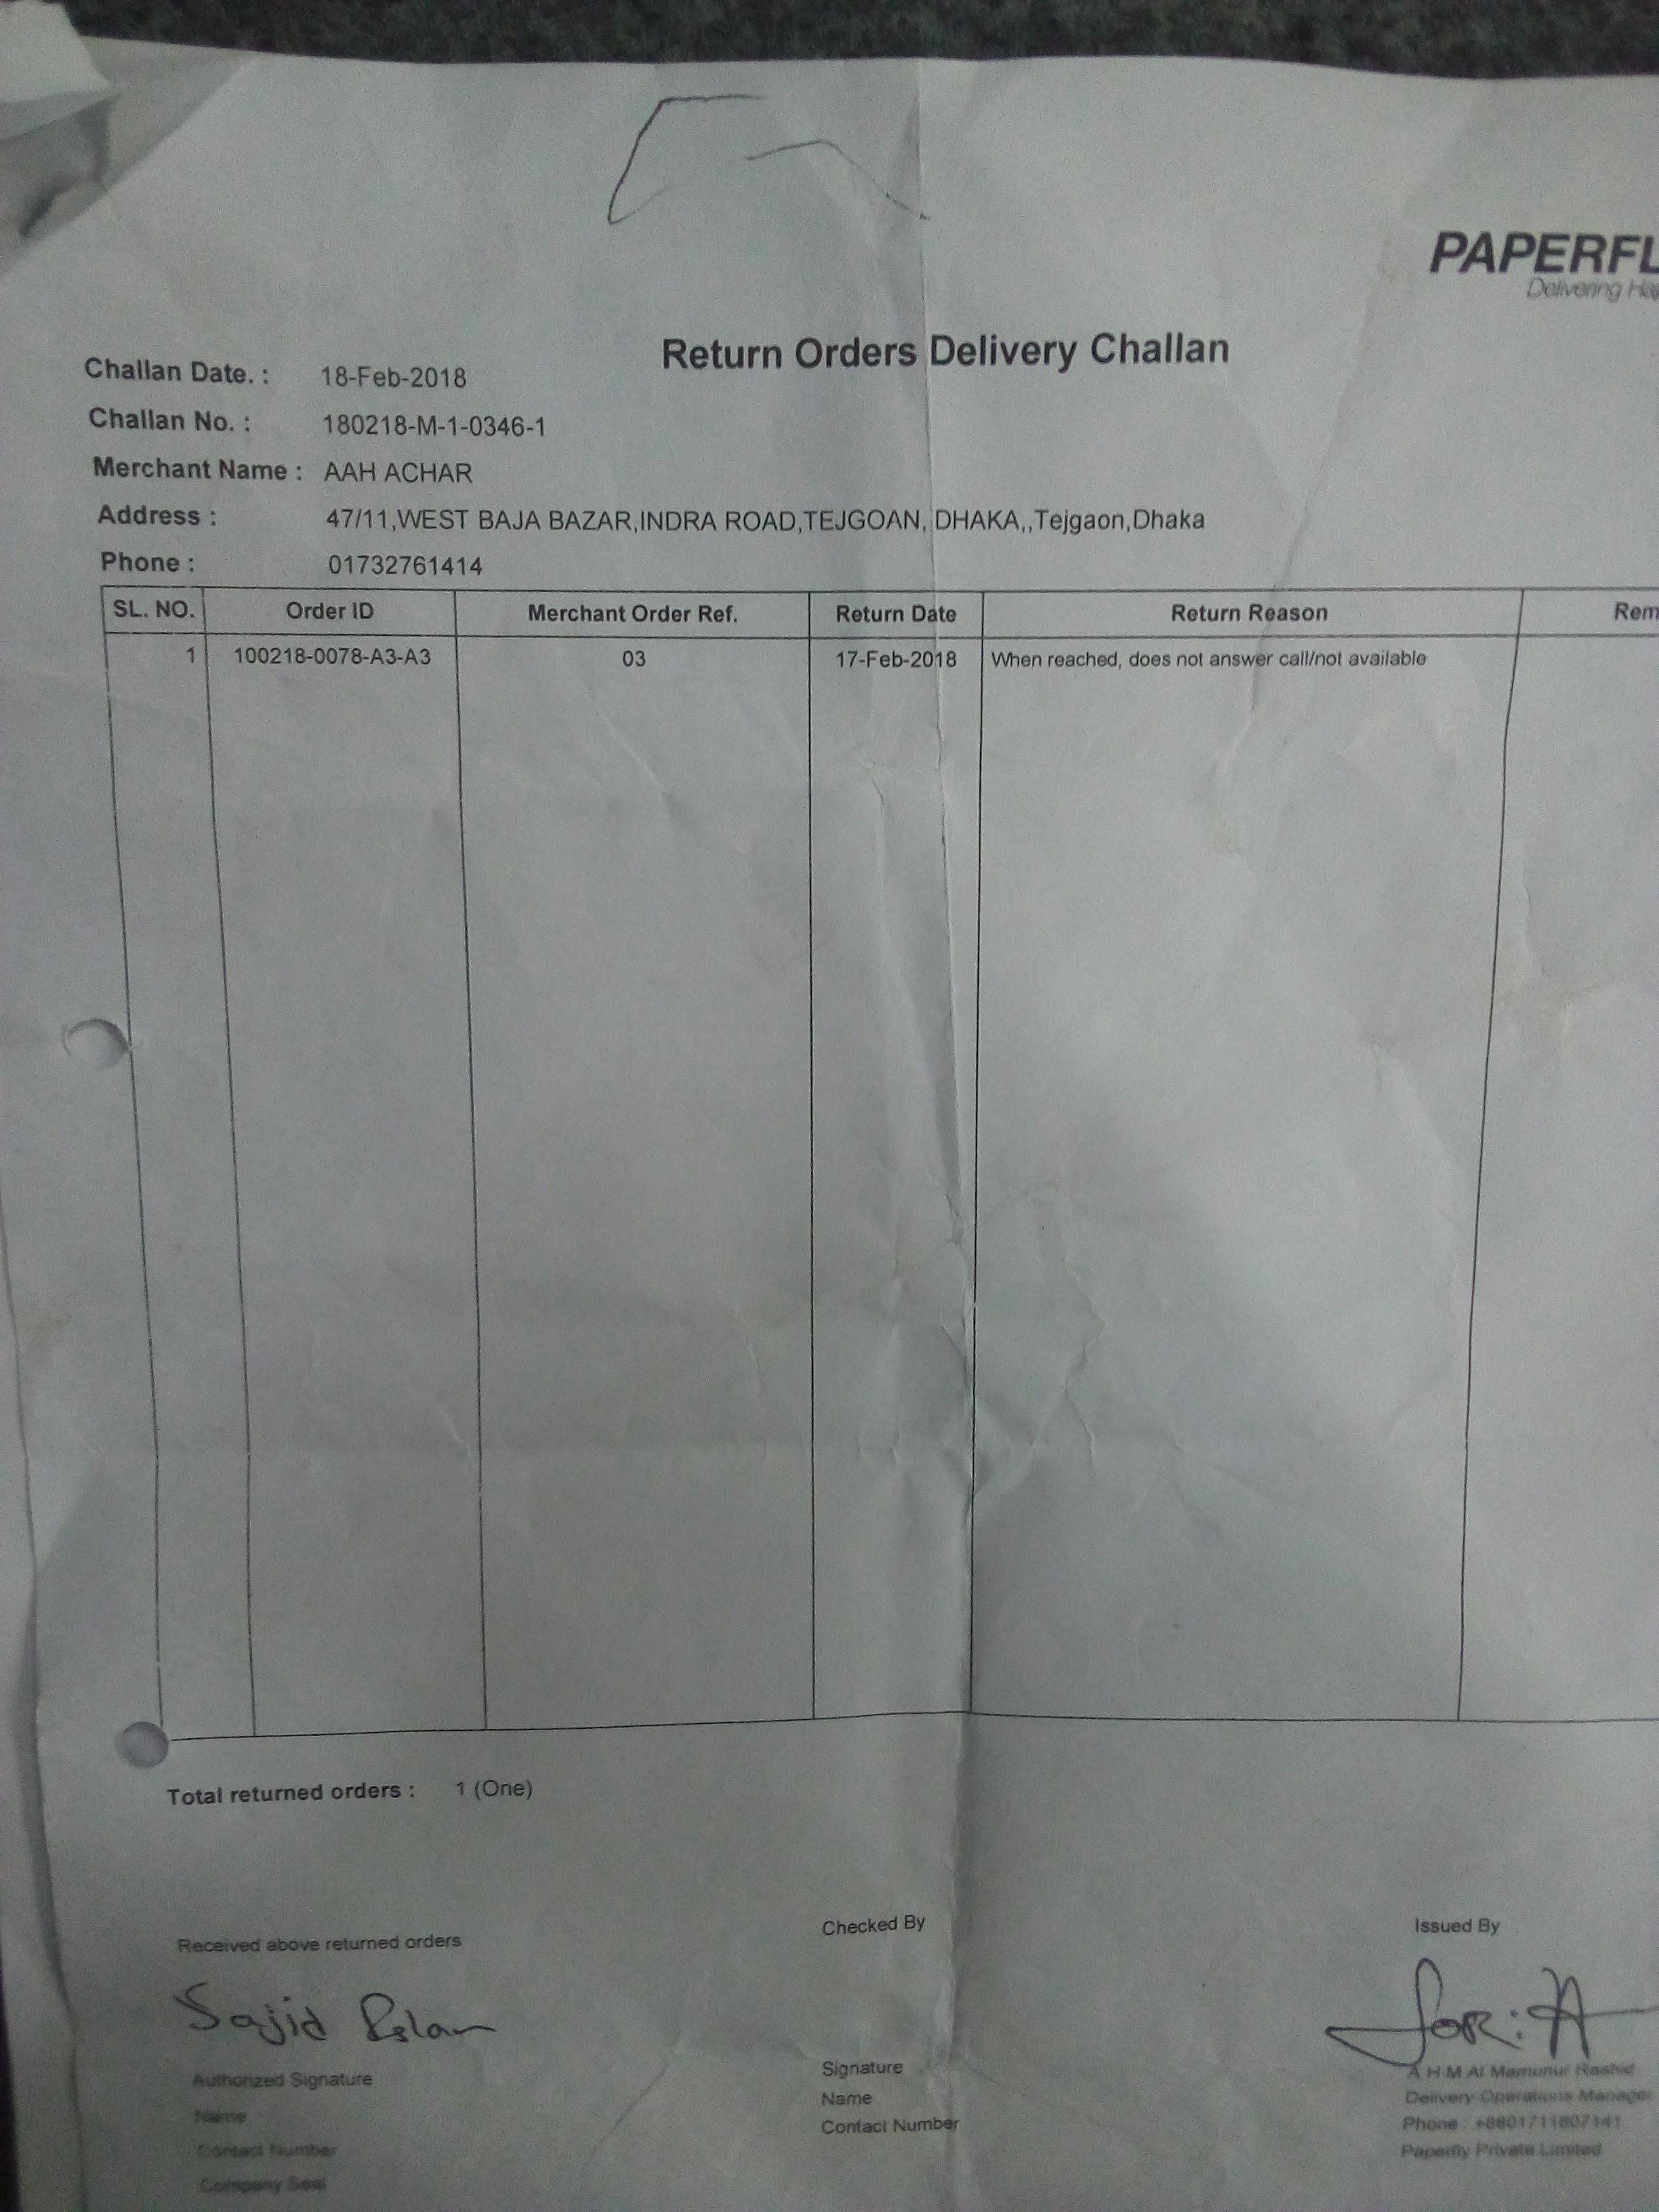 PAPERFL
Delivering Ha
Return Orders Delivery Challan
Challan Date. : 18-Feb-2018
Challan No. : 180218-M-1-0346-1
Merchant Name : AAH ACHAR
Address : 47/11,WEST BAJA BAZAR,INDRA ROAD,TEJGOAN, DHAKA,,Tejgaon,Dhaka
Phone : 01732761414
SL. NO. Order ID Merchant Order Ref. Return Date Return Reason Rem
1 100218-0078-A3-A3 03 17-Feb-2018 When reached, does not answer call/not available
Total returned orders : 1 (One)
Received above returned orders Checked By Issued By
Sajid
Authorized Signature
Name
Contact Number
Company Seal
Signature
Name
Contact Number
A H M Al Mamunur Rashid
Delivery Operations Manager
Phone : +8801711807141
Paperfly Private Limited